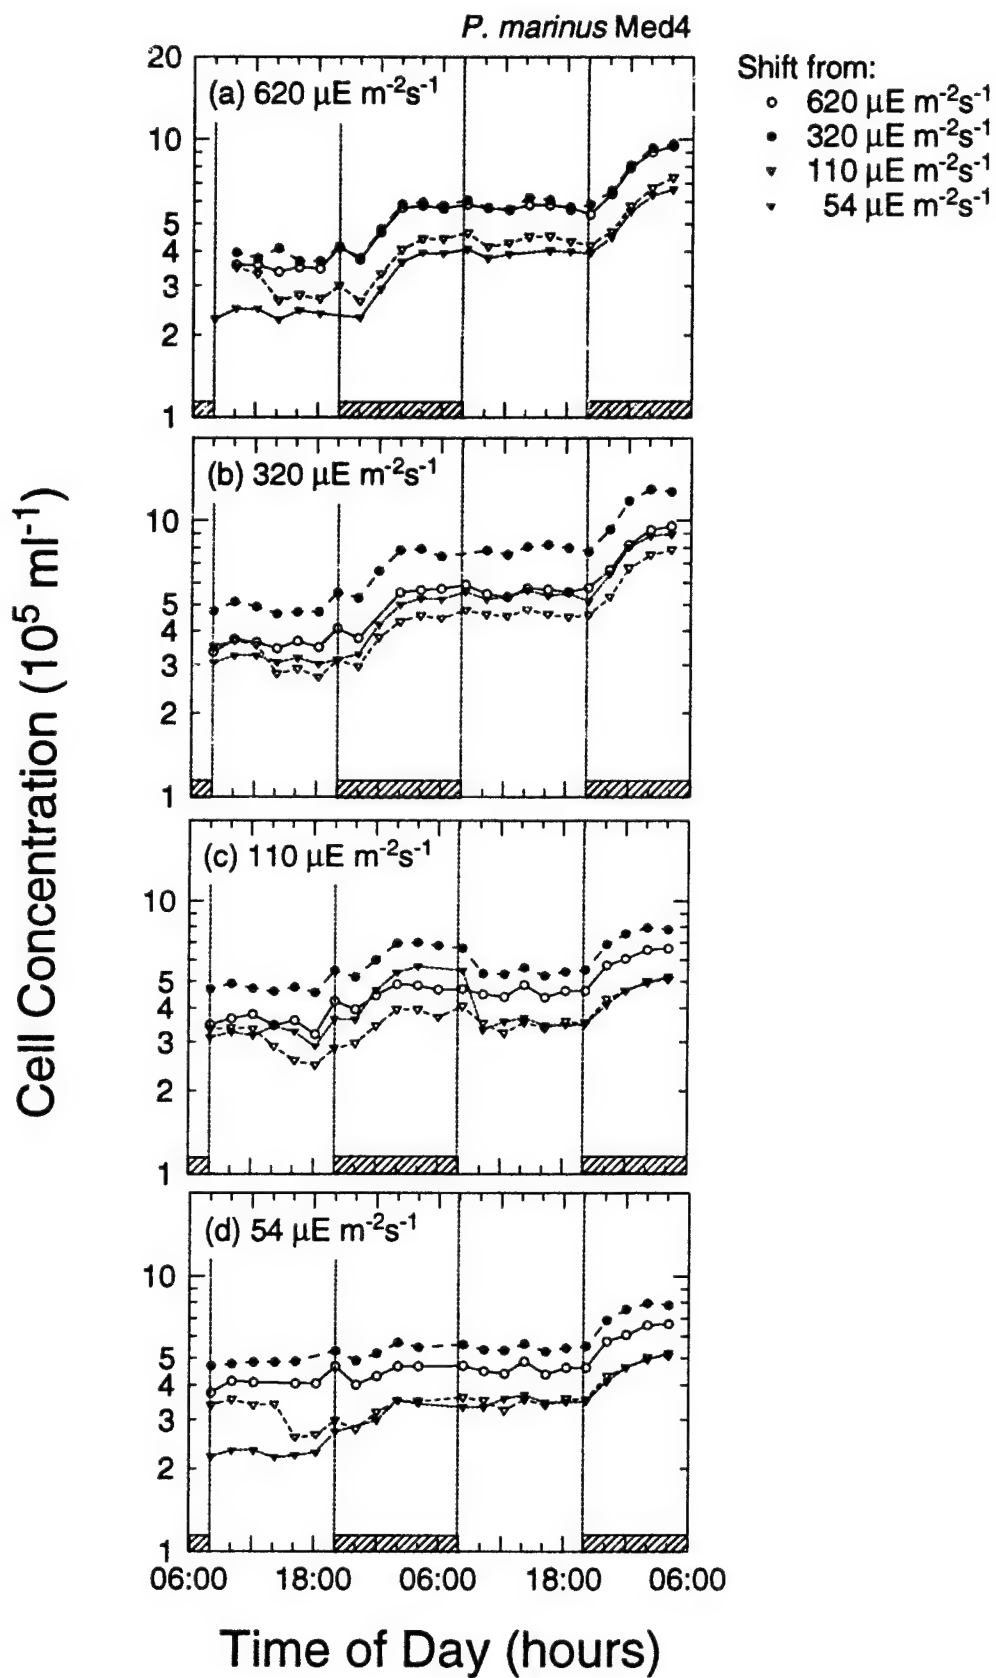 P. marinus Med4
Shift from:
620 µE m-2s-1
320 µE m-2s-1
110 µE m-2s-1
54 µE m-2s-1
Cell Concentration (10^5 ml-1)
(a) 620 µE m-2s-1
20
10
5
4
3
2
1
(b) 320 µE m-2s-1
10
5
4
3
2
1
(c) 110 µE m-2s-1
10
5
4
3
2
1
(d) 54 µE m-2s-1
10
5
4
3
2
1
06:00 18:00 06:00 18:00 06:00
Time of Day (hours)